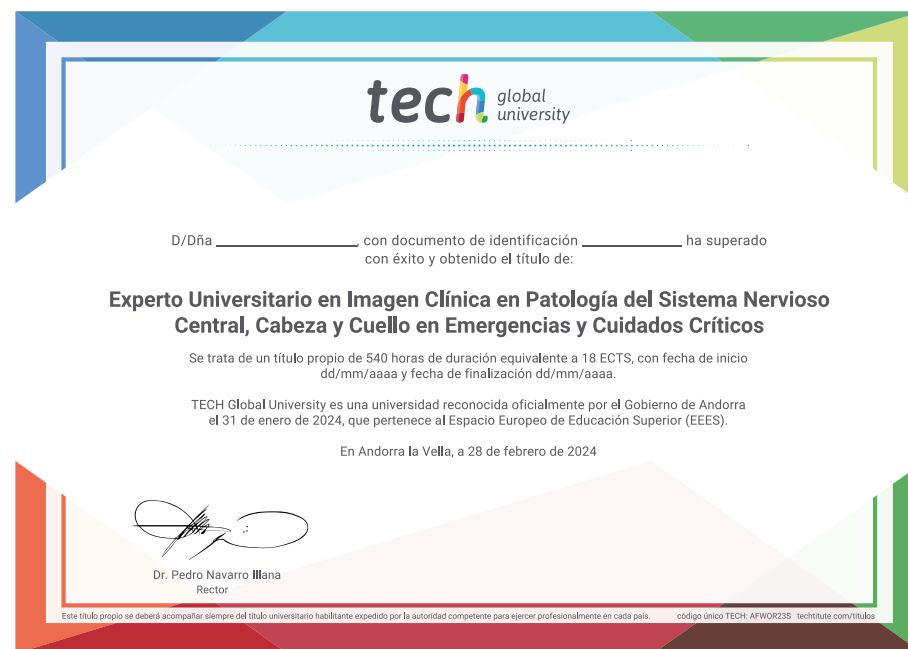 tech global university
D/Dña ____________, con documento de identificación ____________ ha superado
con éxito y obtenido el título de:
Experto Universitario en Imagen Clínica en Patología del Sistema Nervioso
Central, Cabeza y Cuello en Emergencias y Cuidados Críticos
Se trata de un título propio de 540 horas de duración equivalente a 18 ECTS, con fecha de inicio
dd/mm/aaaa y fecha de finalización dd/mm/aaaa.
TECH Global University es una universidad reconocida oficialmente por el Gobierno de Andorra
el 31 de enero de 2024, que pertenece al Espacio Europeo de Educación Superior (EEES).
En Andorra la Vella, a 28 de febrero de 2024
Dr. Pedro Navarro Illana
Rector
Este título propio se deberá acompañar siempre del título universitario habilitante expedido por la autoridad competente para ejercer profesionalmente en cada país. código único TECH: AFWOR23S techtitute.com/titulos